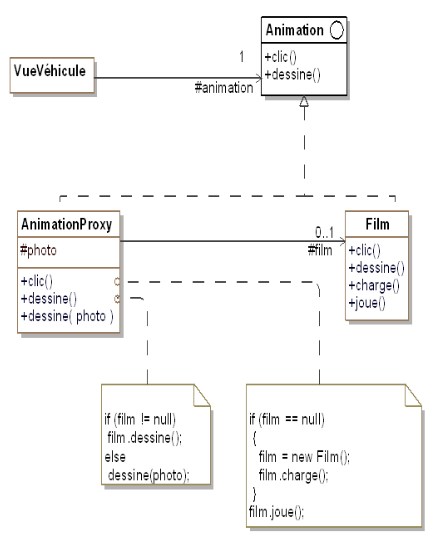 Animation
+clic()
+dessine()
VueVéhicule
1
#animation
AnimationProxy
#photo
+clic()
+dessine()
+dessine( photo )
0..1
#film
Film
+clic()
+dessine()
+charge()
+joue()
if (film != null)
film.dessine();
else
dessine(photo);
if (film == null)
{
film = new Film();
film.charge();
}
film.joue();